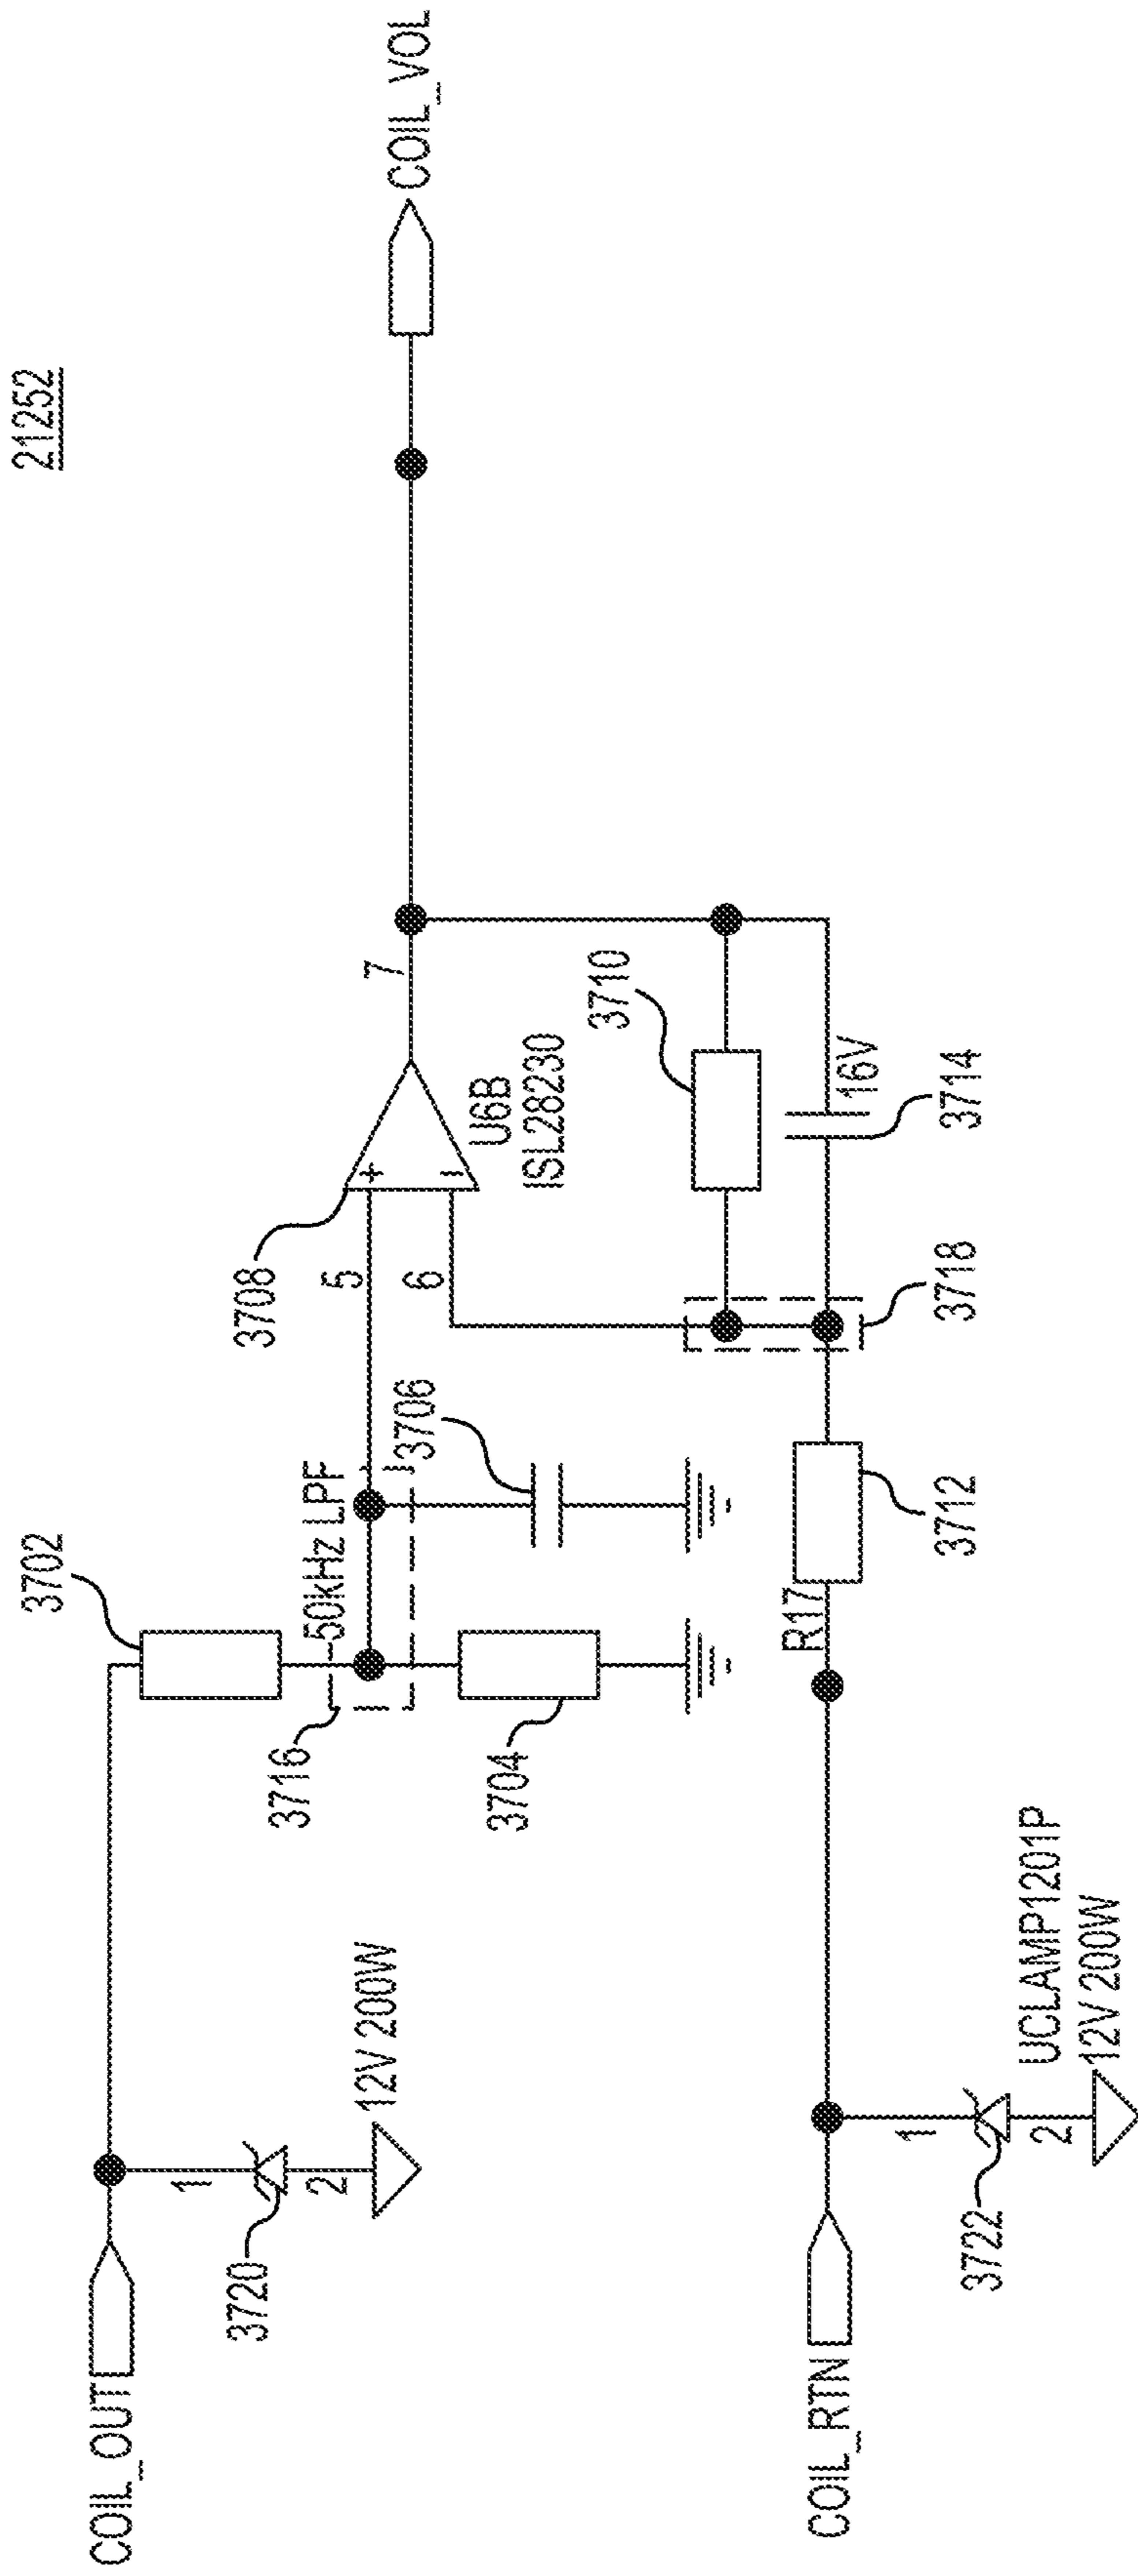 21252
COIL_OUT
3720
1
2
12V 200W
3702
3716
50kHz LPF
3704
3706
3708
5
6
+
−
7
U6B
ISL28230
COIL_VOL
3710
16V
3714
3718
3712
R17
COIL_RTN
3722
1
2
UCLAMP1201P
12V 200W